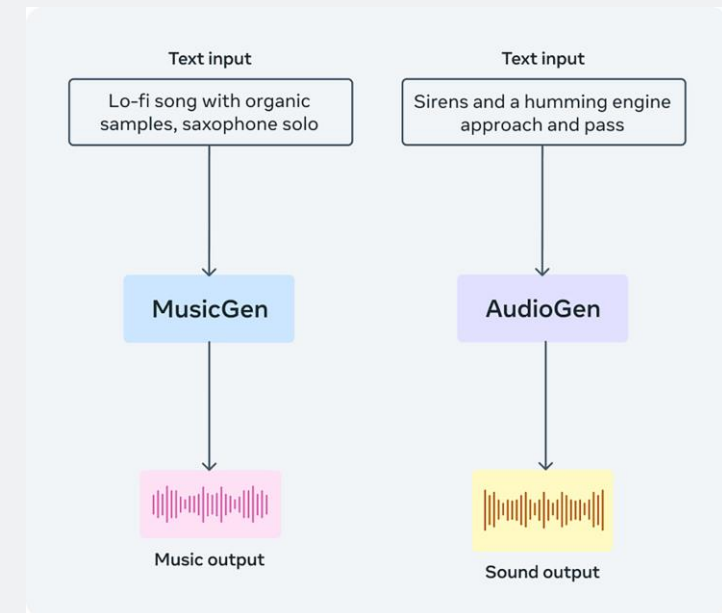 Text input
Lo-fi song with organic
samples, saxophone solo
MusicGen
Music output
Text input
Sirens and a humming engine
approach and pass
AudioGen
Sound output